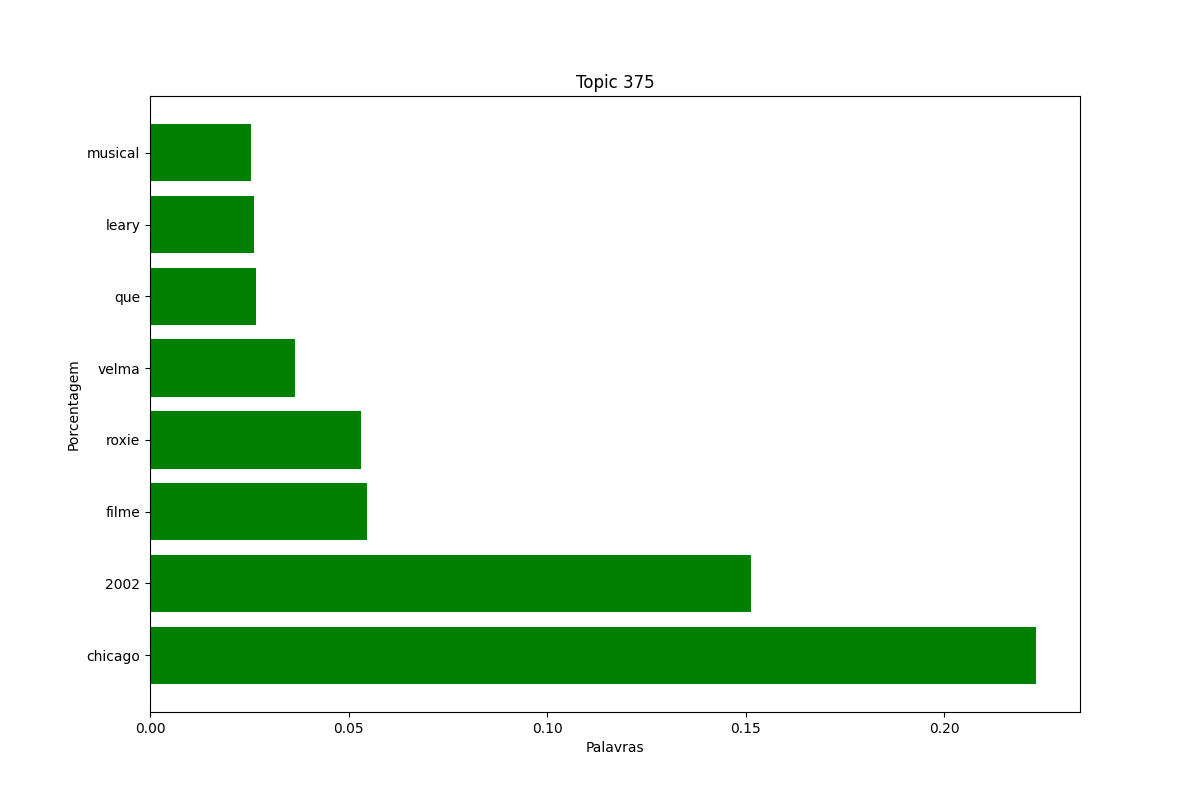 Topic 375
musical
leary
que
velma
roxie
filme
2002
chicago
Porcentagem
0.00 0.05 0.10 0.15 0.20
Palavras